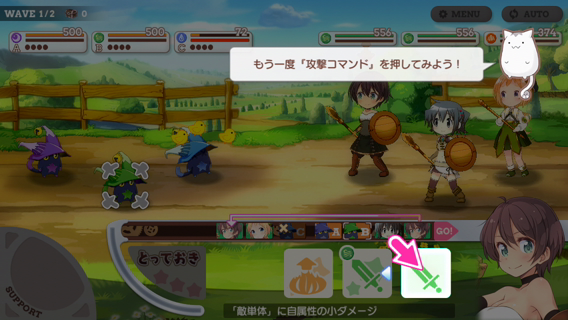 WAVE 1/2
0
MENU
AUTO
500
500
72
556
556
1,374
A
B
C
もう一度「攻撃コマンド」を押してみよう！
GO!
とっておき
SUPPORT
「敵単体」に自属性の小ダメージ